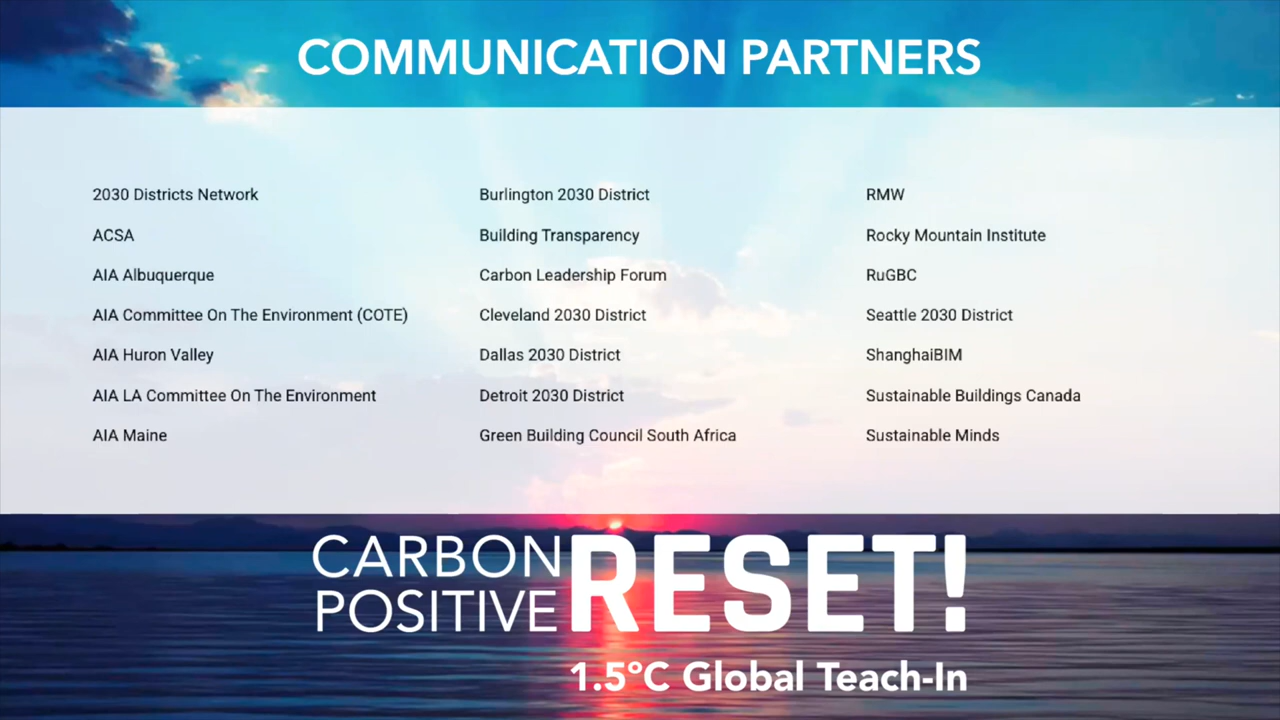 COMMUNICATION PARTNERS
2030 Districts Network
ACSA
AIA Albuquerque
AIA Committee On The Environment (COTE)
AIA Huron Valley
AIA LA Committee On The Environment
AIA Maine
Burlington 2030 District
Building Transparency
Carbon Leadership Forum
Cleveland 2030 District
Dallas 2030 District
Detroit 2030 District
Green Building Council South Africa
RMW
Rocky Mountain Institute
RuGBC
Seattle 2030 District
ShanghaiBIM
Sustainable Buildings Canada
Sustainable Minds
CARBON
POSITIVE
RESET!
1.5°C Global Teach-In